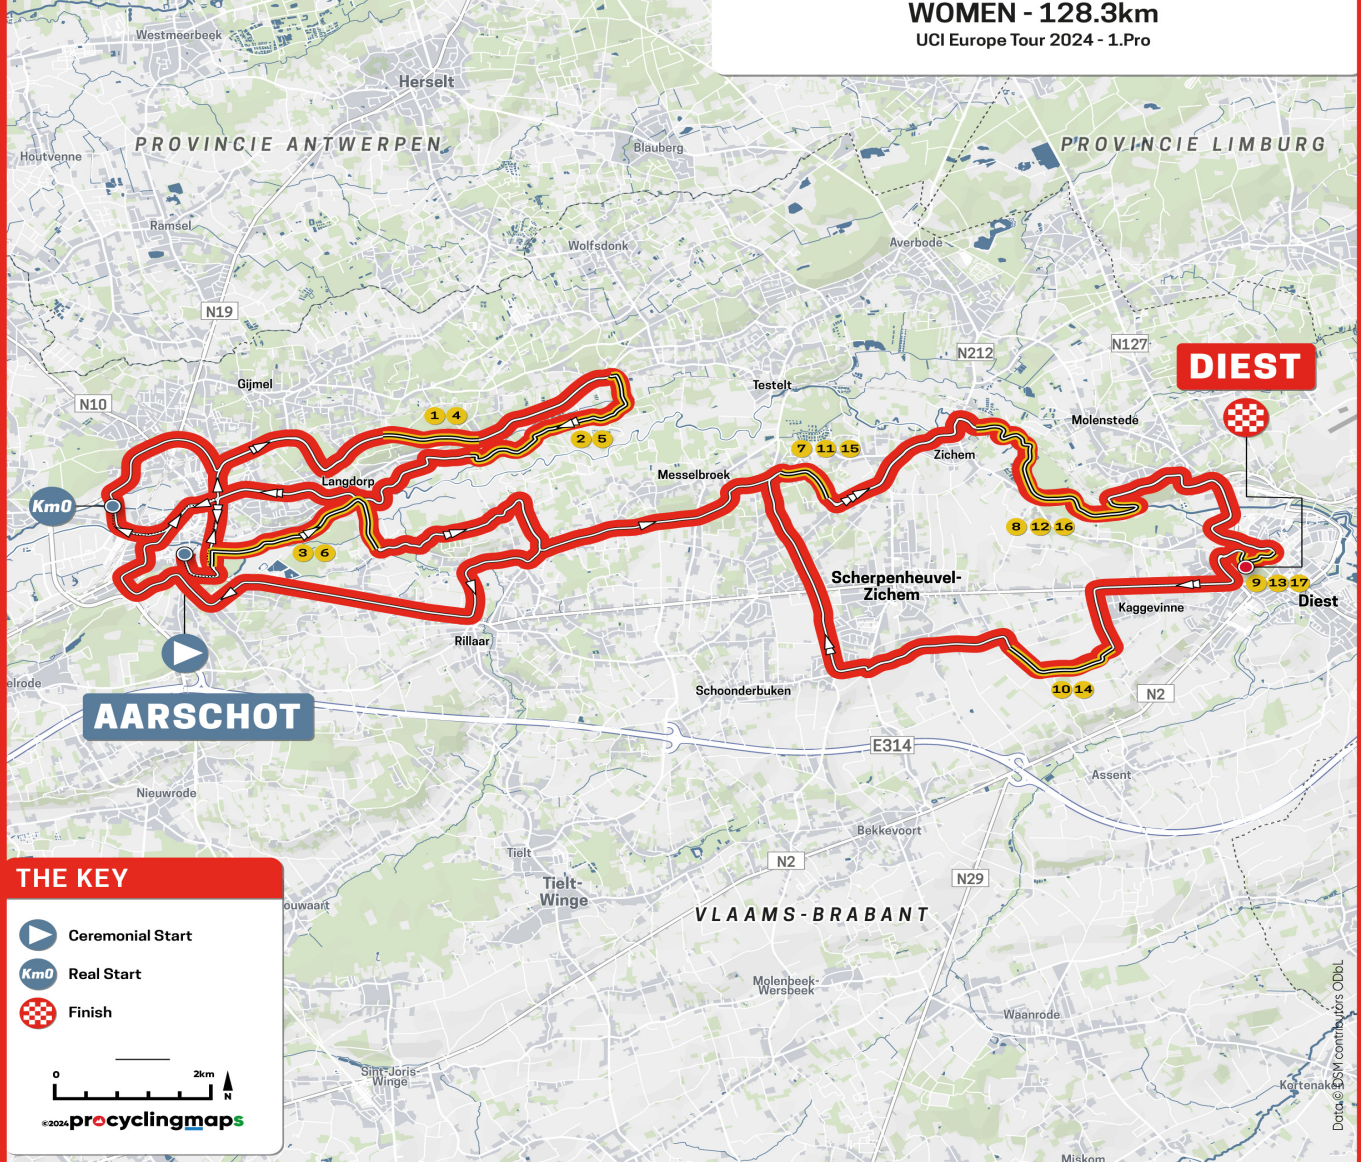 WOMEN - 128.3km
UCI Europe Tour 2024 - 1.Pro
Westmeerbeek
Herselt
PROVINCIE ANTWERPEN
PROVINCIE LIMBURG
Houtvenne
Blauberg
Ramsel
Wolfsdonk
Averbode
N19
N212
N127
DIEST
Gijmel
Testelt
N10
1 4
Molenstede
2 5
7 11 15
Zichem
Messelbroek
Langdorp
Km0
8 12 16
3 6
Scherpenheuvel-
Zichem
9 13 17
Diest
Kaggevinne
Rillaar
elrode
Schoonderbuken
10 14
N2
AARSCHOT
E314
Assent
Nieuwrode
Bekkevoort
Tielt
N2
N29
Tielt-
Winge
THE KEY
ouwaart
VLAAMS-BRABANT
Ceremonial Start
Km0 Real Start
Finish
Molenbeek-
Wersbeek
Waanrode
Sint-Joris-
Winge
0 2km
N
©2024 procyclingmaps
Kortenaken
Data © OSM contributors ODbL
Miskom